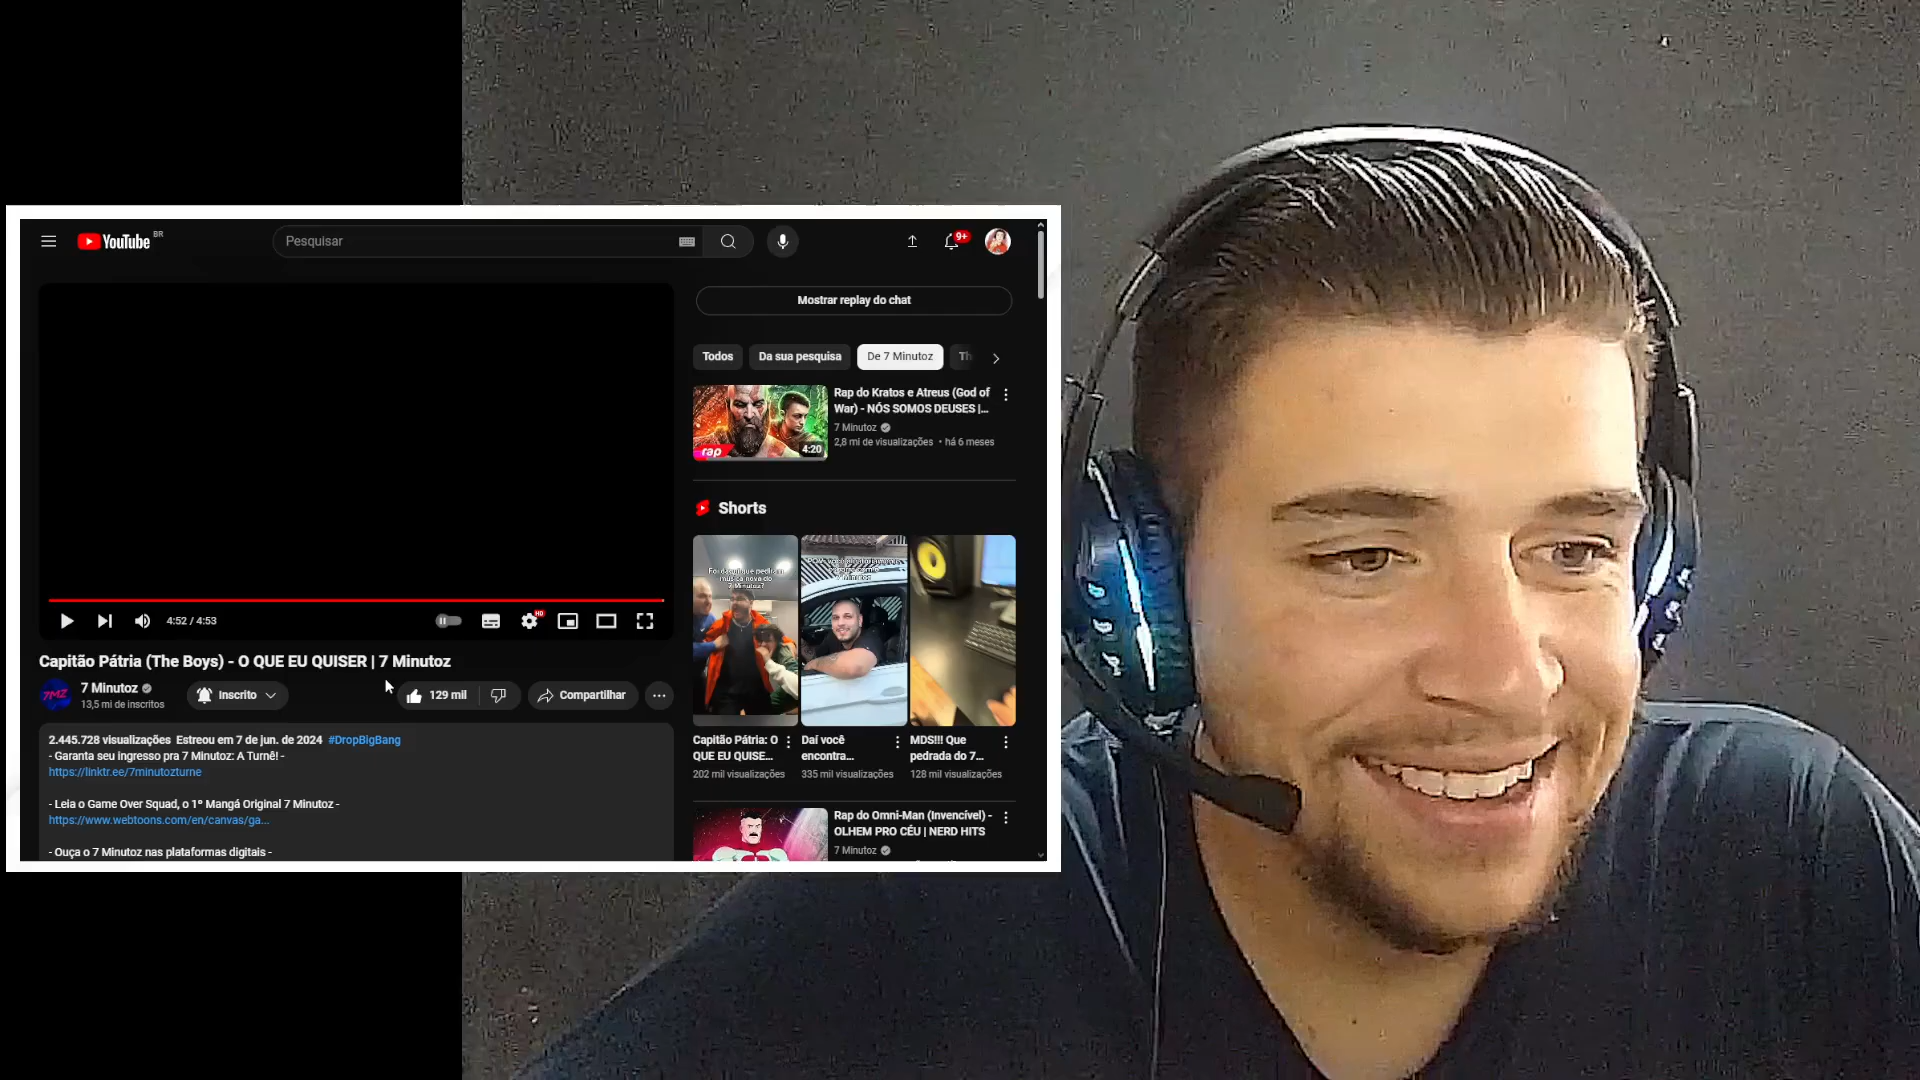 YouTube BR
Pesquisar
9+
Mostrar replay do chat
Todos
Da sua pesquisa
De 7 Minutoz
Th
Rap do Kratos e Atreus (God of
War) - NÓS SOMOS DEUSES |...
7 Minutoz
2,8 mi de visualizações • há 6 meses
rap
4:20
Shorts
Capitão Pátria: O
QUE EU QUISE...
202 mil visualizações
Daí você
encontra...
335 mil visualizações
MDS!!! Que
pedrada do 7...
128 mil visualizações
Rap do Omni-Man (Invencível) -
OLHEM PRO CÉU | NERD HITS
7 Minutoz
4:52 / 4:53
HD
Capitão Pátria (The Boys) - O QUE EU QUISER | 7 Minutoz
7MZ
7 Minutoz
13,5 mi de inscritos
Inscrito
129 mil
Compartilhar
2.445.728 visualizações Estreou em 7 de jun. de 2024 #DropBigBang
- Garanta seu ingresso pra 7 Minutoz: A Turnê! -
https://linktr.ee/7minutozturne
- Leia o Game Over Squad, o 1º Mangá Original 7 Minutoz -
https://www.webtoons.com/en/canvas/ga...
- Ouça o 7 Minutoz nas plataformas digitais -